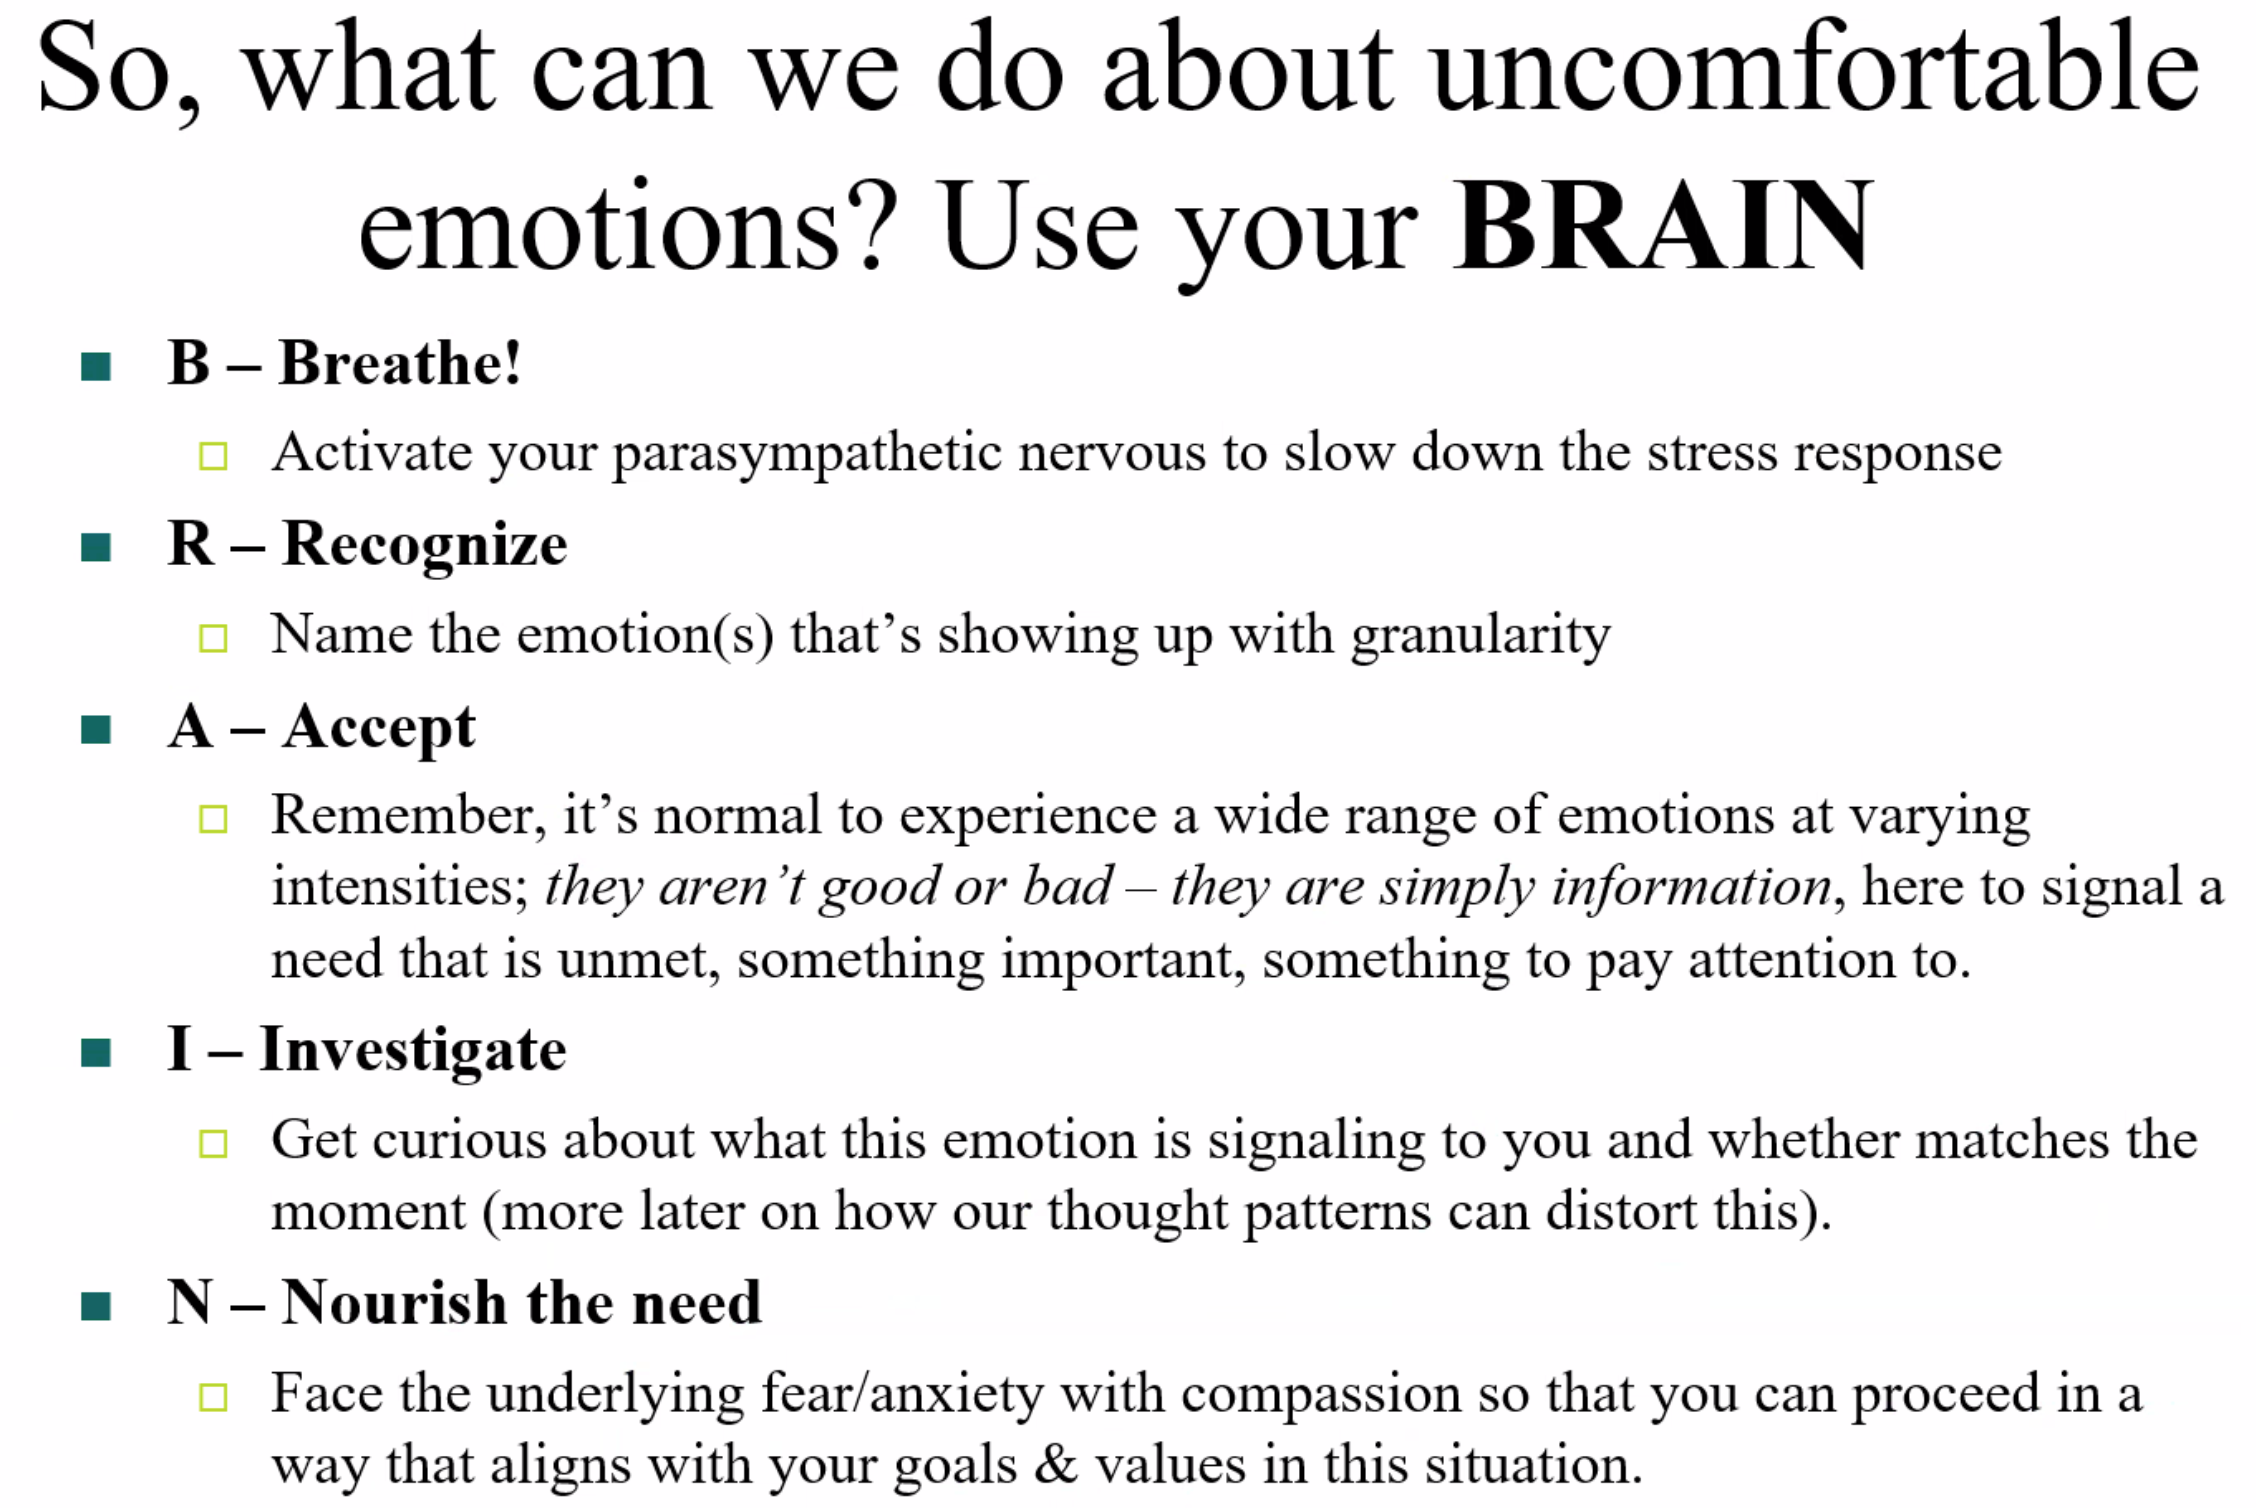 So, what can we do about uncomfortable
emotions? Use your BRAIN
B – Breathe!
Activate your parasympathetic nervous to slow down the stress response
R – Recognize
Name the emotion(s) that’s showing up with granularity
A – Accept
Remember, it’s normal to experience a wide range of emotions at varying
intensities; they aren’t good or bad – they are simply information, here to signal a
need that is unmet, something important, something to pay attention to.
I – Investigate
Get curious about what this emotion is signaling to you and whether matches the
moment (more later on how our thought patterns can distort this).
N – Nourish the need
Face the underlying fear/anxiety with compassion so that you can proceed in a
way that aligns with your goals & values in this situation.